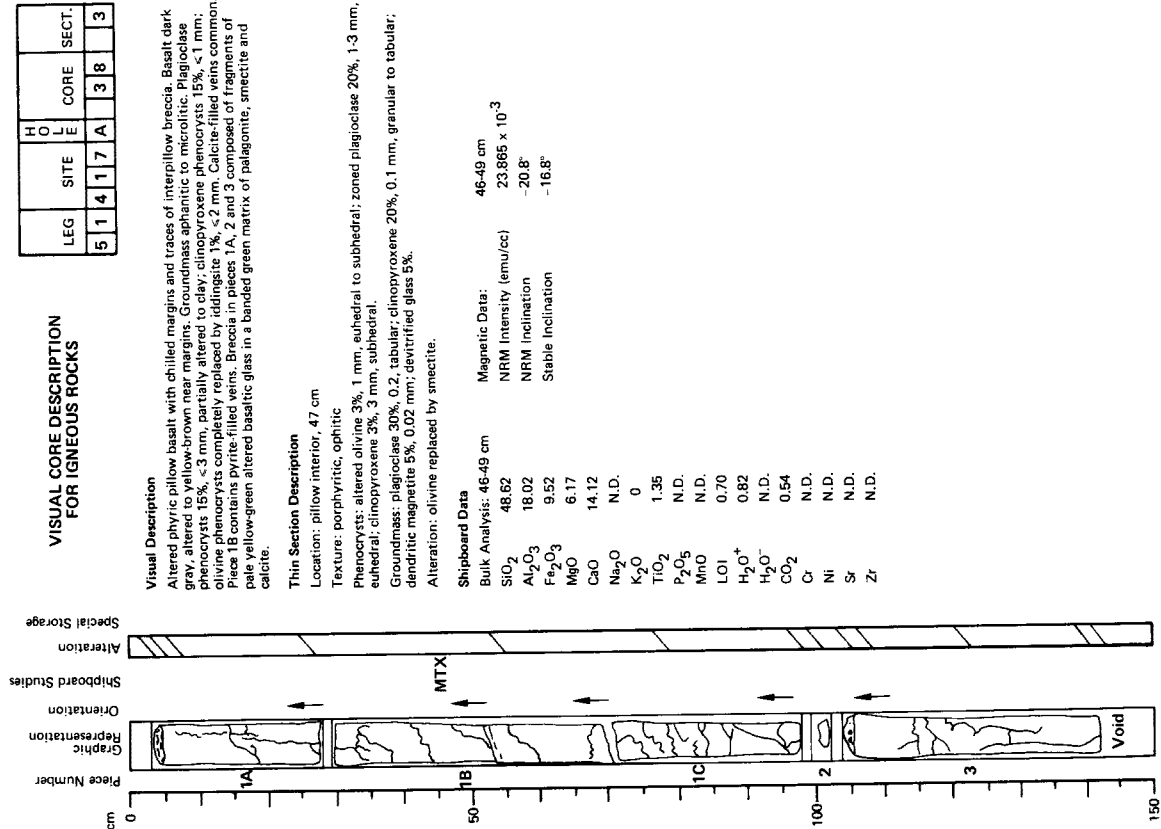 VISUAL CORE DESCRIPTION
FOR IGNEOUS ROCKS
LEG SITE HOLE CORE SECT.
5 1 4 1 7 A 3 8 3
cm
Piece Number
Graphic
Representation
Orientation
Shipboard Studies
Alteration
Special Storage
0
50
100
150
1A
1B
1C
2
3
Void
MTX
Visual Description
Altered phyric pillow basalt with chilled margins and traces of interpillow breccia. Basalt dark
gray, altered to yellow-brown near margins. Groundmass aphanitic to microlitic. Plagioclase
phenocrysts 15%, <3 mm, partially altered to clay; clinopyroxene phenocrysts 15%, <1 mm;
olivine phenocrysts completely replaced by iddingsite 1%, <2 mm. Calcite-filled veins common.
Piece 1B contains pyrite-filled veins. Breccia in pieces 1A, 2 and 3 composed of fragments of
pale yellow-green altered basaltic glass in a banded green matrix of palagonite, smectite and
calcite.
Thin Section Description
Location: pillow interior, 47 cm
Texture: porphyritic, ophitic
Phenocrysts: altered olivine 3%, 1 mm, euhedral to subhedral; zoned plagioclase 20%, 1-3 mm,
euhedral; clinopyroxene 3%, 3 mm, subhedral.
Groundmass: plagioclase 30%, 0.2, tabular; clinopyroxene 20%, 0.1 mm, granular to tabular;
dendritic magnetite 5%, 0.02 mm; devitrified glass 5%.
Alteration: olivine replaced by smectite.
Shipboard Data
Bulk Analysis: 46-49 cm Magnetic Data: 46-49 cm
SiO2 48.62 NRM Intensity (emu/cc) 23.865 x 10-3
Al2O3 18.02 NRM Inclination -20.8°
Fe2O3 9.52 Stable Inclination -16.8°
MgO 6.17
CaO 14.12
Na2O N.D.
K2O 0
TiO2 1.35
P2O5 N.D.
MnO N.D.
LOI 0.70
H2O+ 0.82
H2O- N.D.
CO2 0.54
Cr N.D.
Ni N.D.
Sr N.D.
Zr N.D.